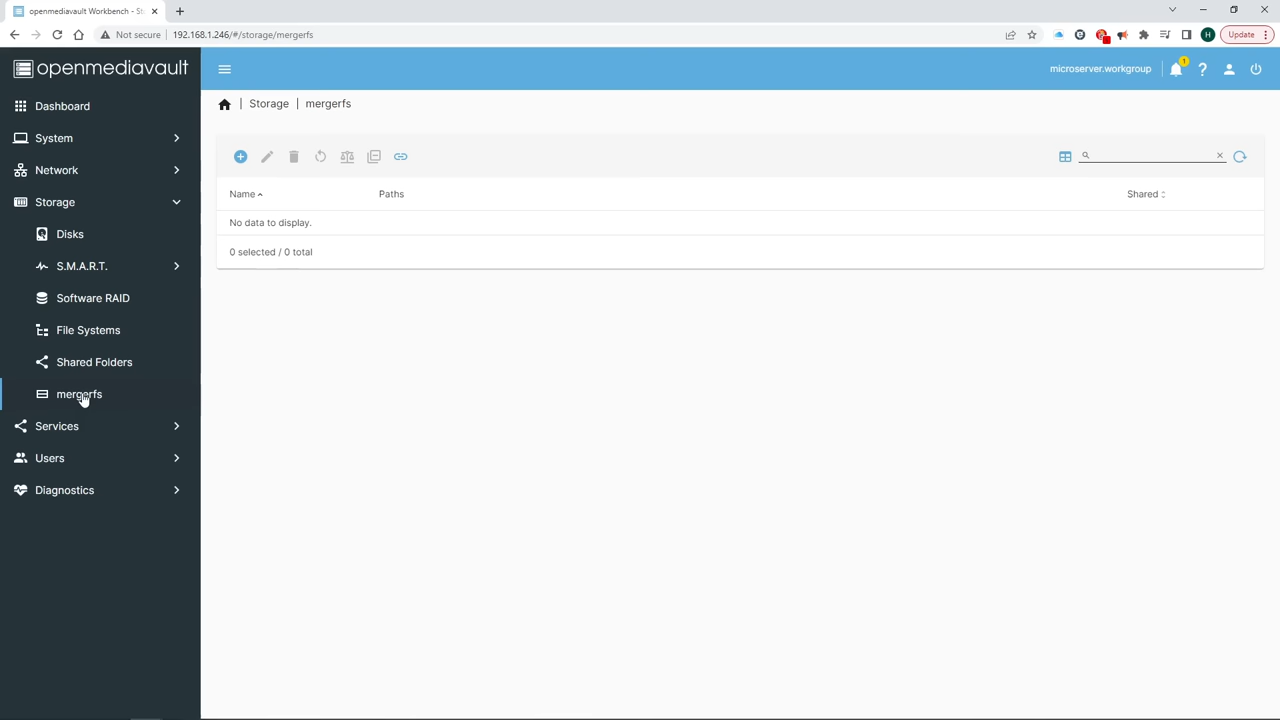 openmediavault Workbench - St
Not secure
192.168.1.246/#/storage/mergerfs
H
Update
openmediavault
microserver.workgroup
1
Dashboard
System
Network
Storage
Disks
S.M.A.R.T.
Software RAID
File Systems
Shared Folders
mergerfs
Services
Users
Diagnostics
| Storage | mergerfs
Name
Paths
Shared
No data to display.
0 selected / 0 total